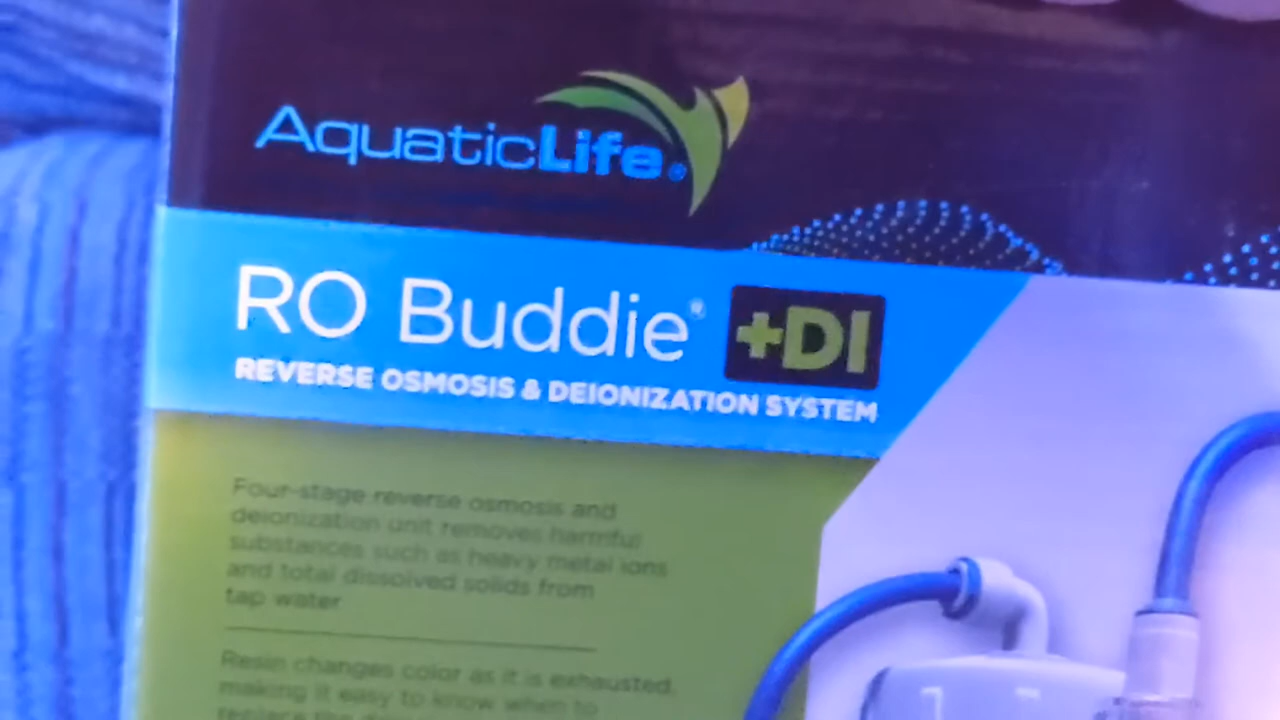 AquaticLife®
RO Buddie® +DI
REVERSE OSMOSIS & DEIONIZATION SYSTEM
Four-stage reverse osmosis and
deionization unit removes harmful
substances such as heavy metal ions
and total dissolved solids from
tap water
Resin changes color as it is exhausted,
making it easy to know when to
replace the